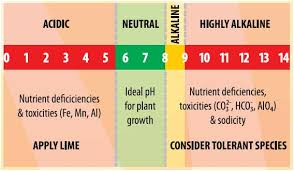 ACIDIC
NEUTRAL
ALKALINE
HIGHLY ALKALINE
0 1 2 3 4 5 6 7 8 9 10 11 12 13 14
Nutrient deficiciencies
& toxicities (Fe, Mn, Al)
Ideal pH
for plant
growth
Nutrient deficiencies,
toxicities (CO₃²⁻, HCO₃, AlO₄)
& sodicity
APPLY LIME
CONSIDER TOLERANT SPECIES